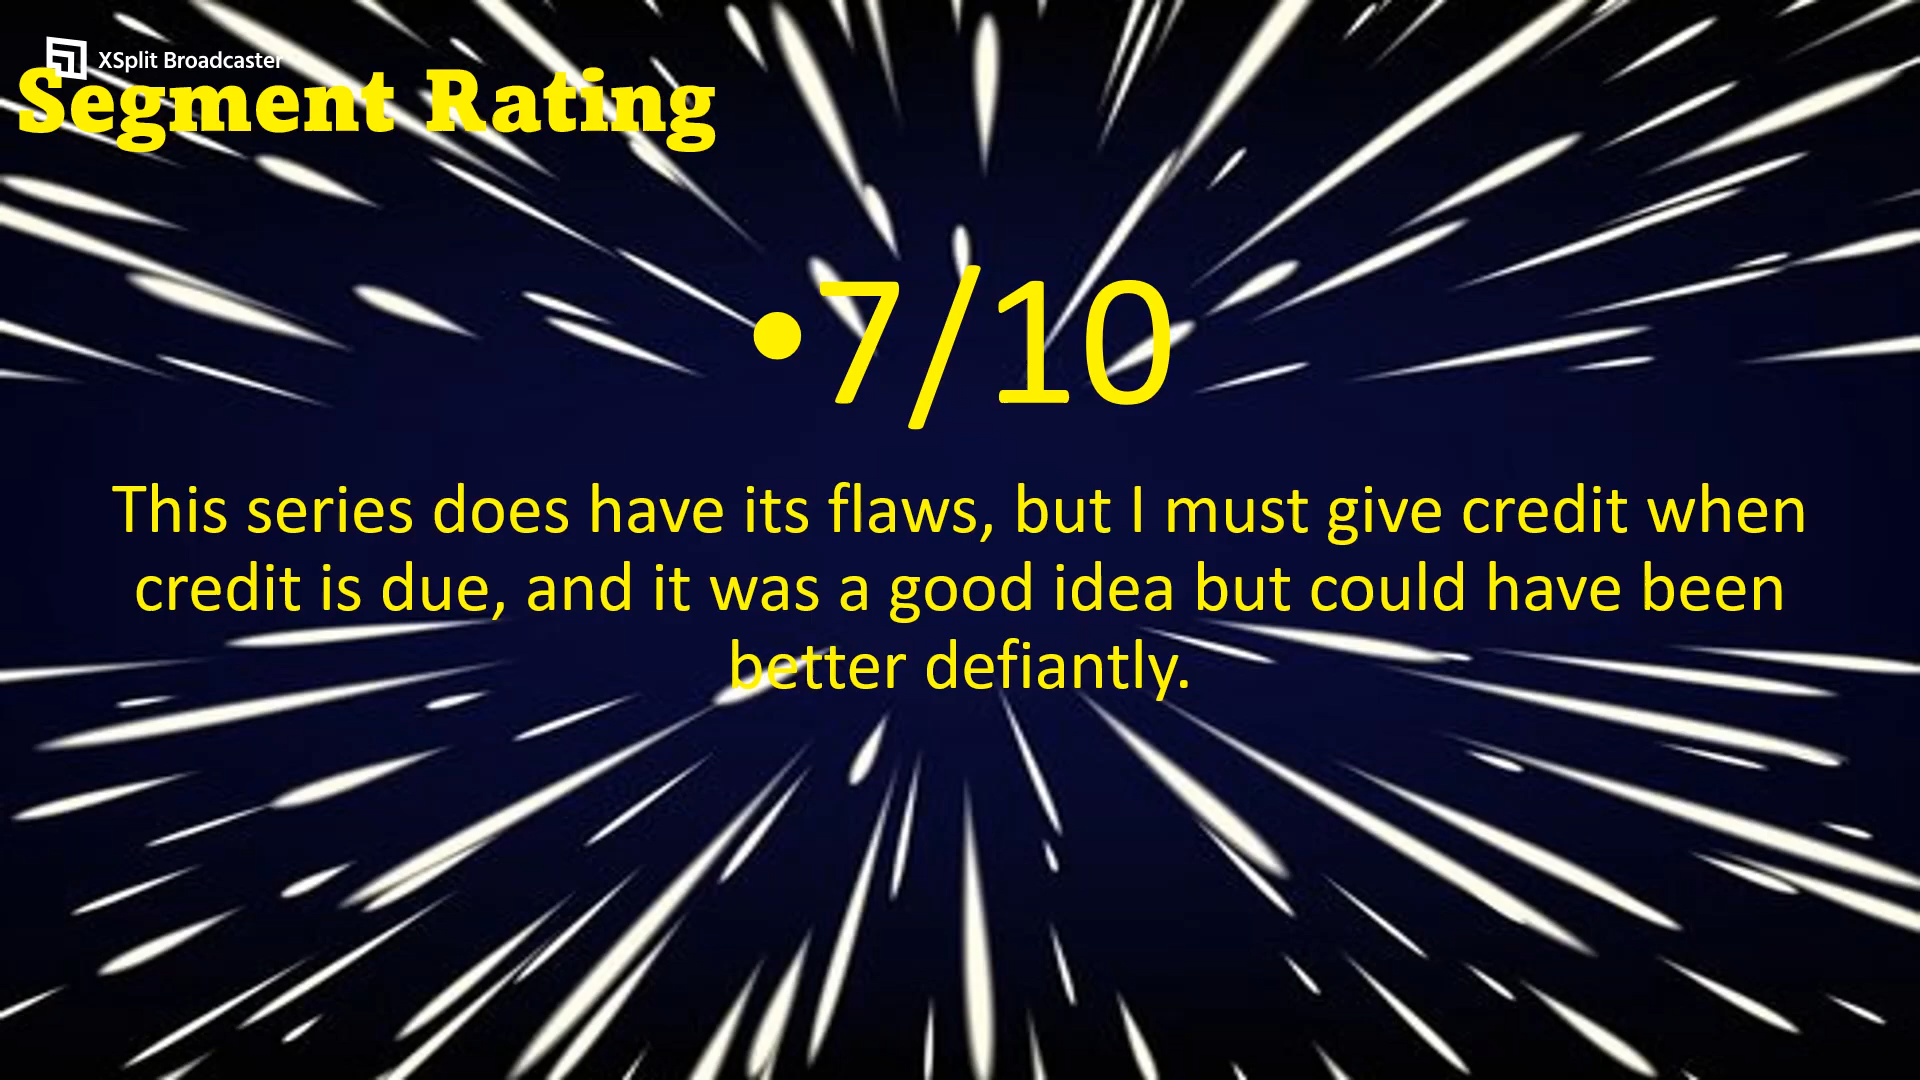 XSplit Broadcaster
Segment Rating
•7/10
This series does have its flaws, but I must give credit when
credit is due, and it was a good idea but could have been
better defiantly.